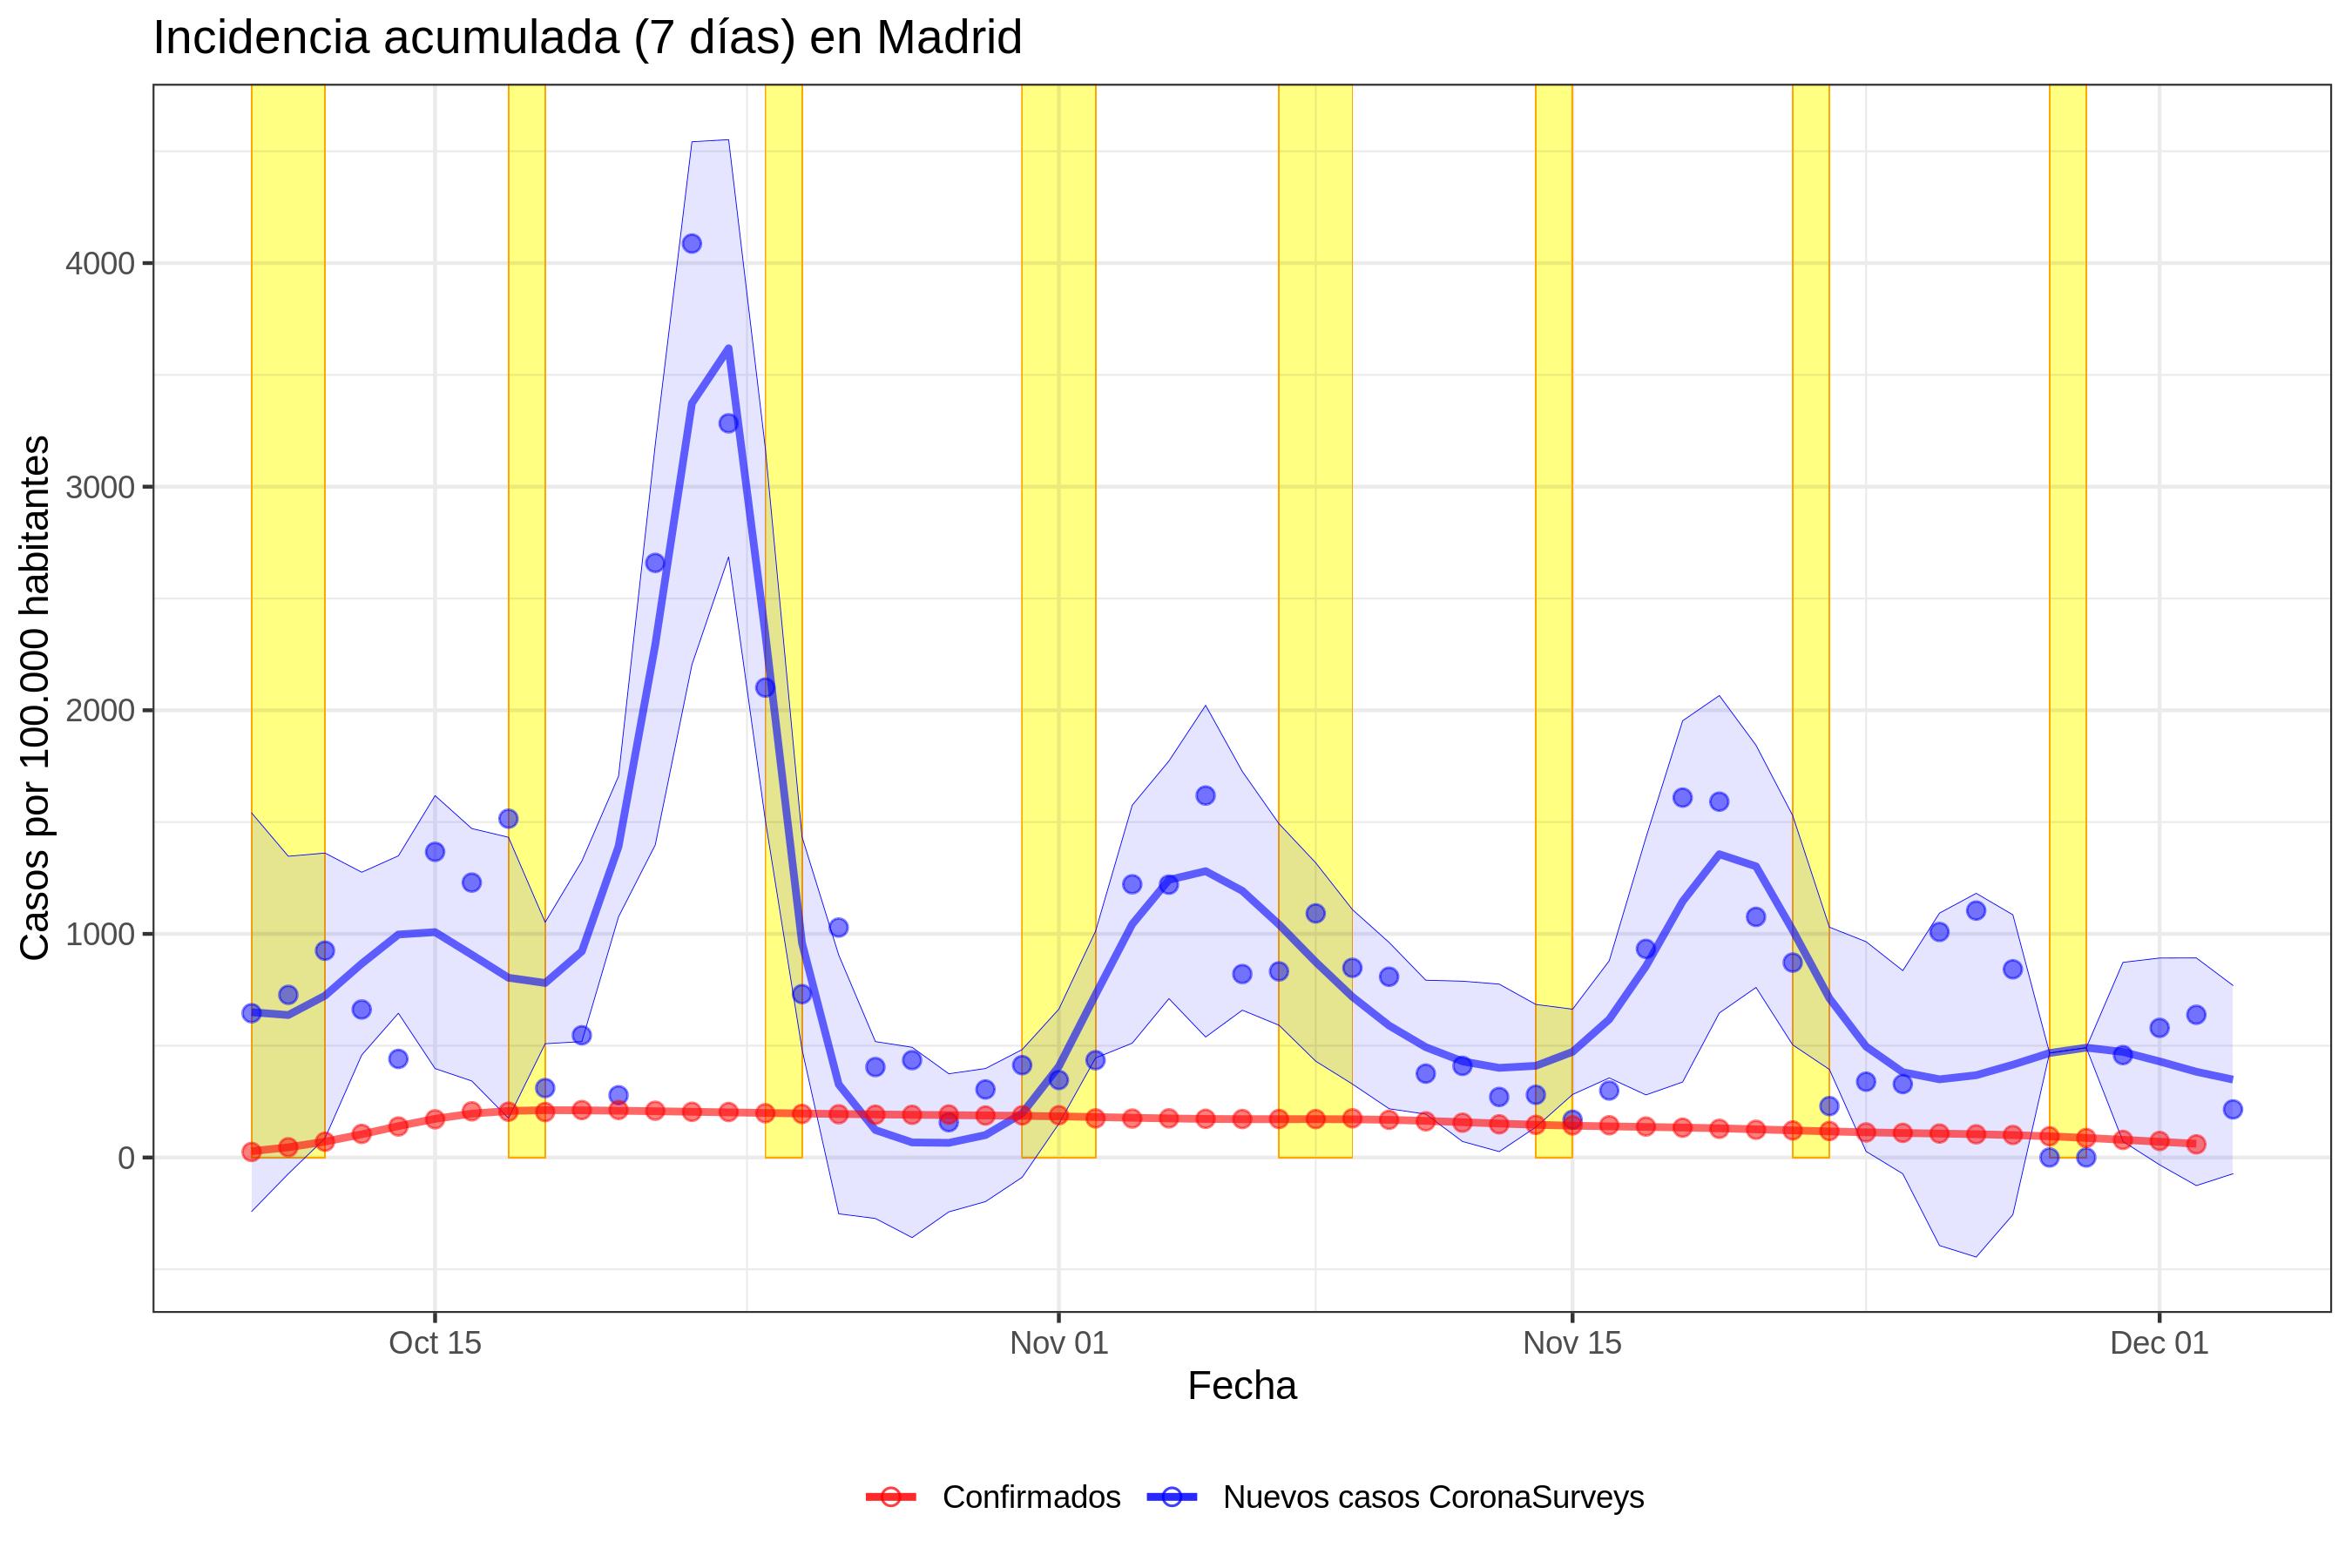 Incidencia acumulada (7 días) en Madrid
Casos por 100.000 habitantes
4000
3000
2000
1000
0
Oct 15
Nov 01
Nov 15
Dec 01
Fecha
Confirmados
Nuevos casos CoronaSurveys